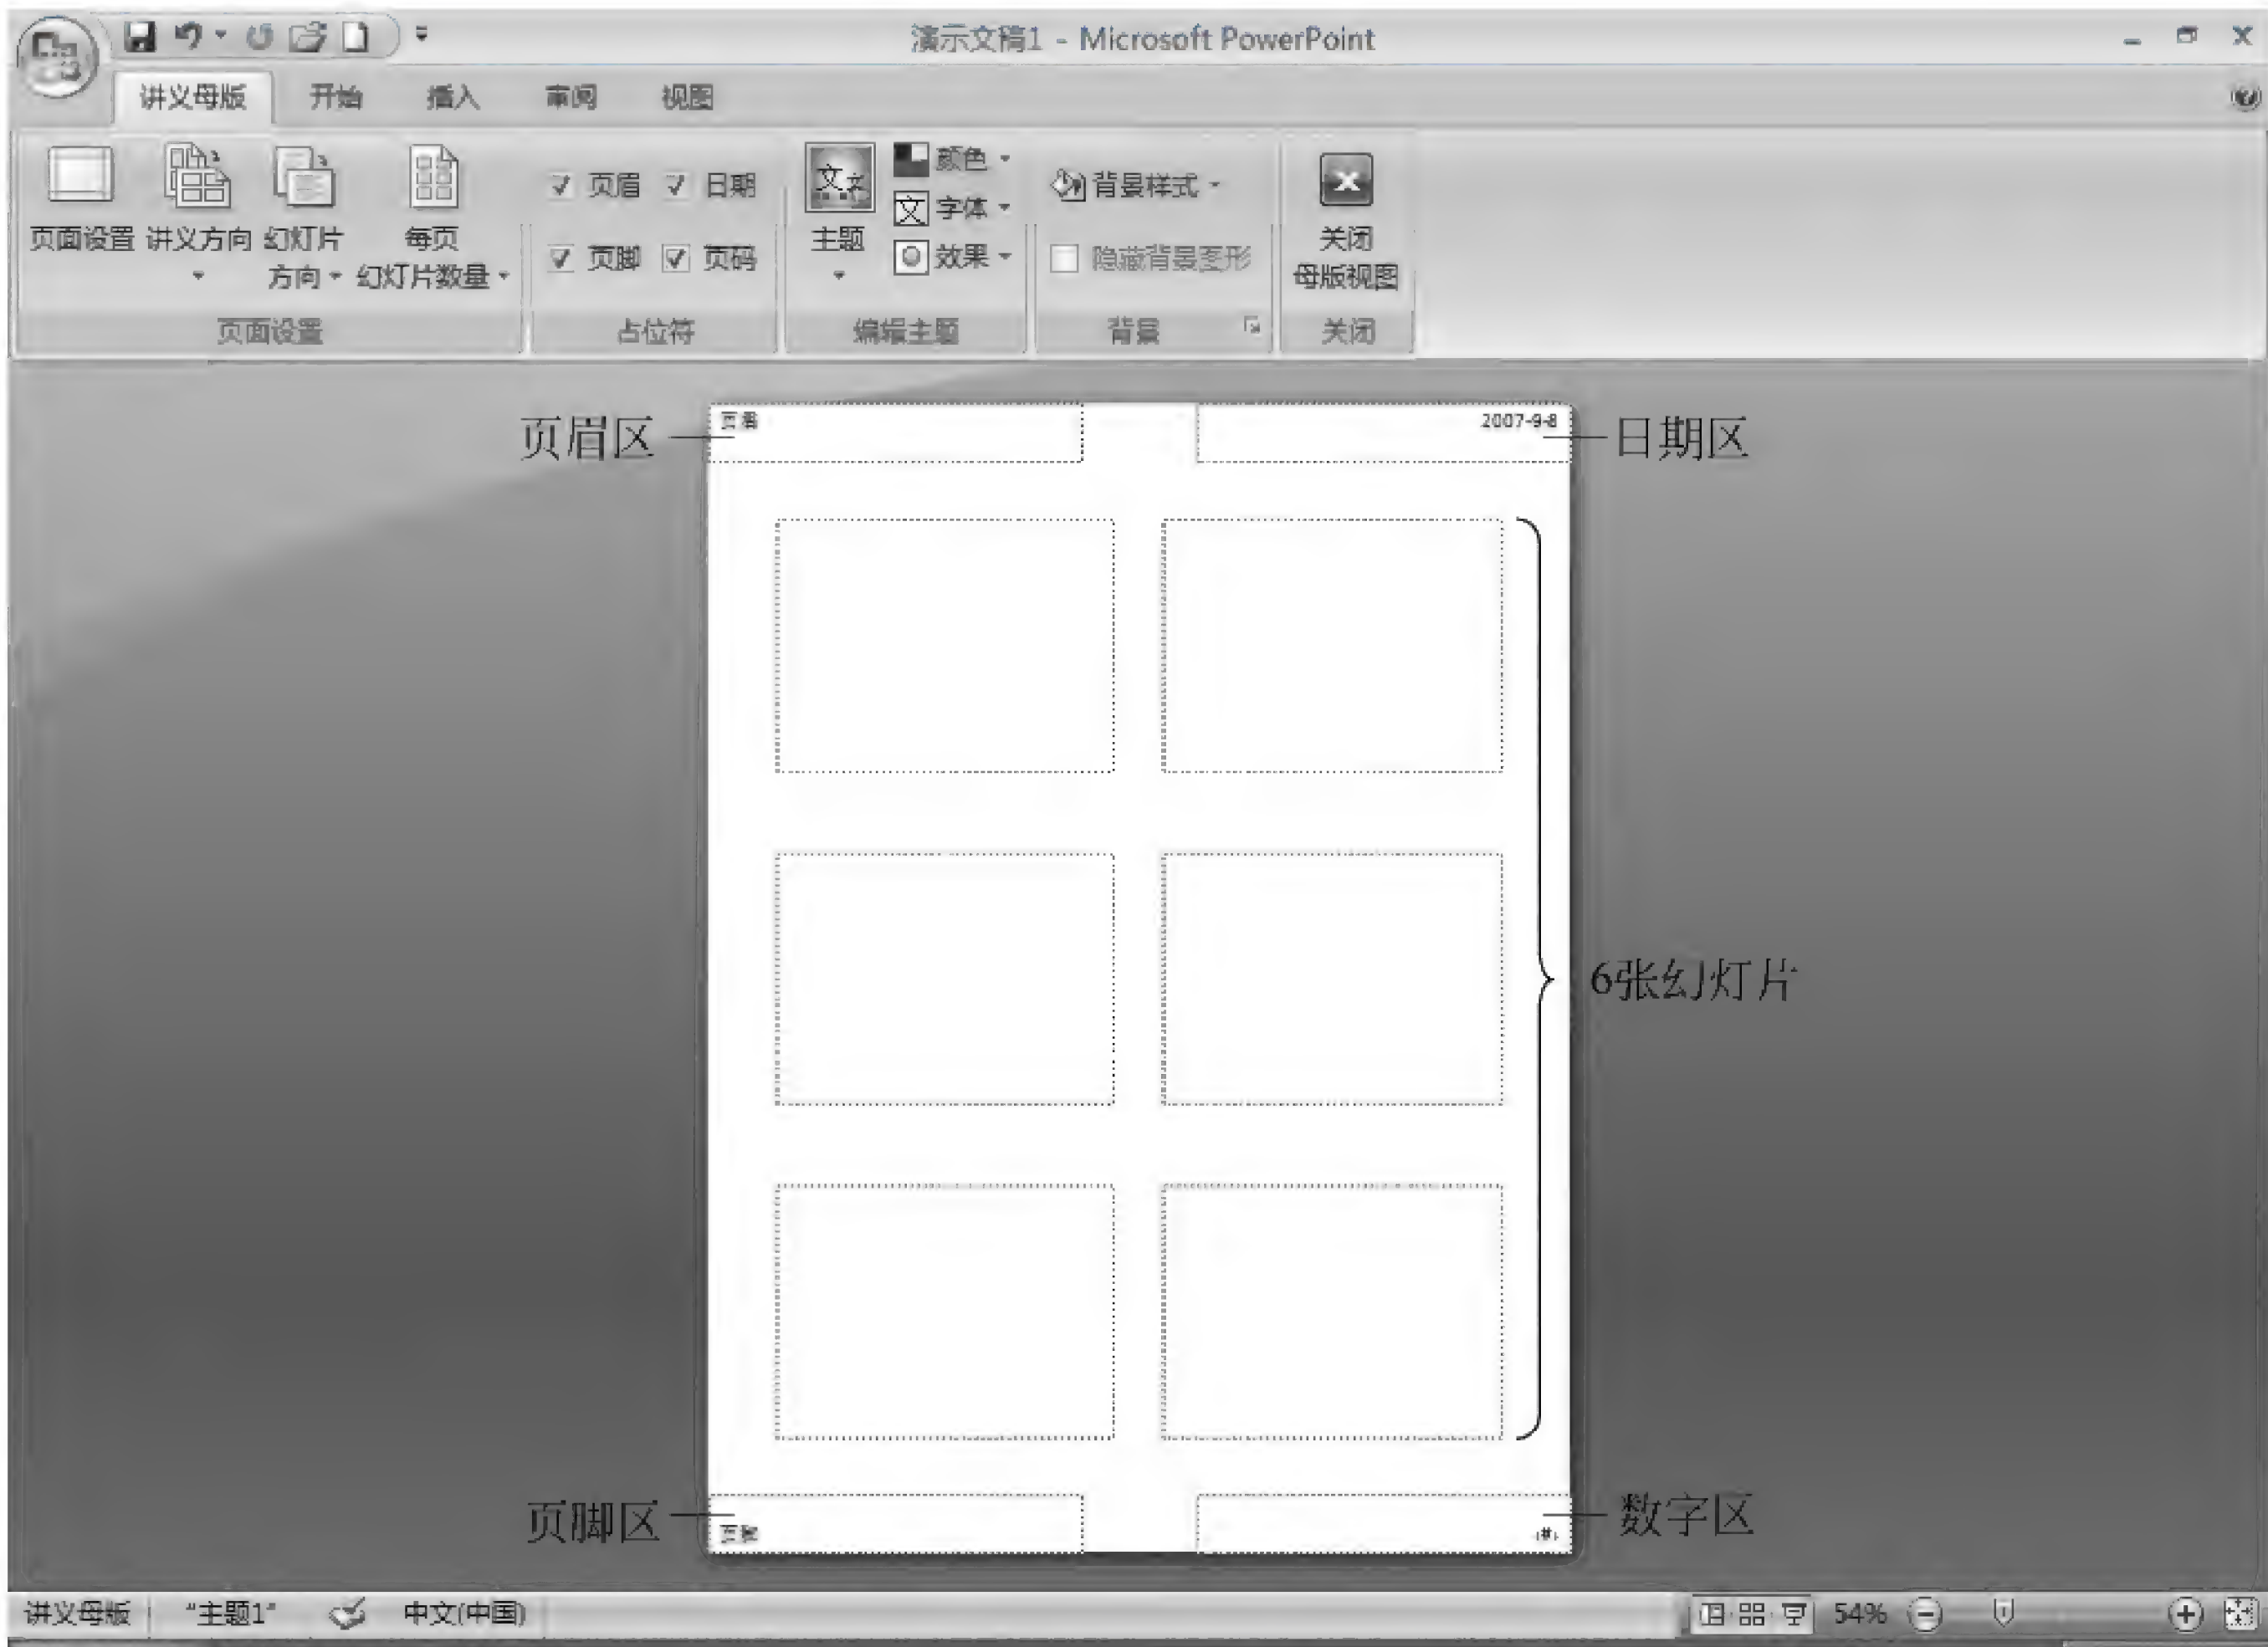 演示文稿1 - Microsoft PowerPoint
讲义母版 开始 插入 审阅 视图
页面设置 讲义方向 幻灯片方向 每页幻灯片数量
页眉 日期
页脚 页码
主题
颜色
字体
效果
背景样式
隐藏背景图形
关闭
母版视图
页面设置 占位符 编辑主题 背景 关闭
页眉区 页眉 2007-9-8 日期区
6张幻灯片
页脚区 页脚 ‹#› 数字区
讲义母版 "主题1" 中文(中国) 54%